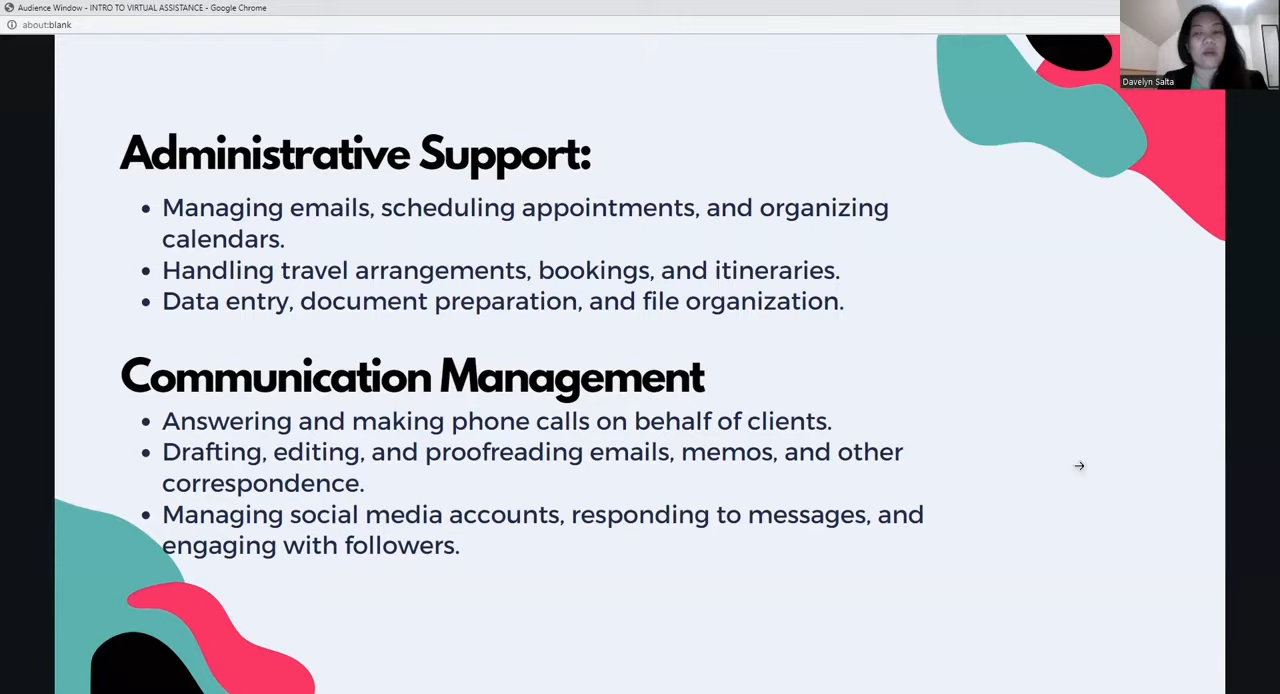 Audience Window - INTRO TO VIRTUAL ASSISTANCE - Google Chrome
about:blank
Davelyn Salta
Administrative Support:
• Managing emails, scheduling appointments, and organizing
calendars.
• Handling travel arrangements, bookings, and itineraries.
• Data entry, document preparation, and file organization.
Communication Management
• Answering and making phone calls on behalf of clients.
• Drafting, editing, and proofreading emails, memos, and other
correspondence.
• Managing social media accounts, responding to messages, and
engaging with followers.